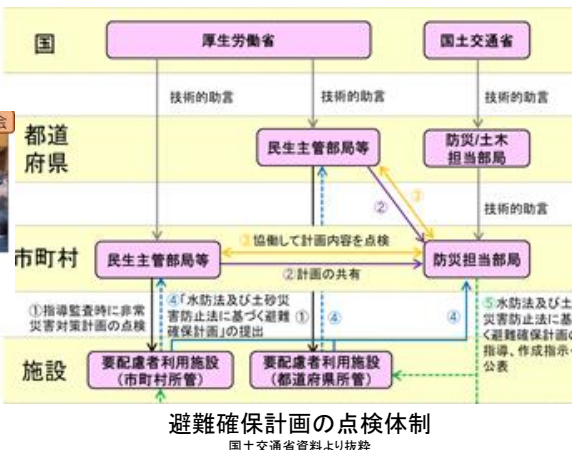 国
厚生労働省
国土交通省
技術的助言
技術的助言
技術的助言
会
都道
府県
民生主管部局等
防災/土木
担当部局
②
③
技術的助言
③協働して計画内容を点検
市町村
民生主管部局等
防災担当部局
②計画の共有
①指導監査時に非常
災害対策計画の点検
④「水防法及び土砂災
害防止法に基づく避難
確保計画」の提出
①
④
④
⑤水防法及び土
災害防止法に基
く避難確保計画の
指導、作成指示・
公表
施設
要配慮者利用施設
(市町村所管)
要配慮者利用施設
(都道府県所管)
避難確保計画の点検体制
国土交通省資料より抜粋